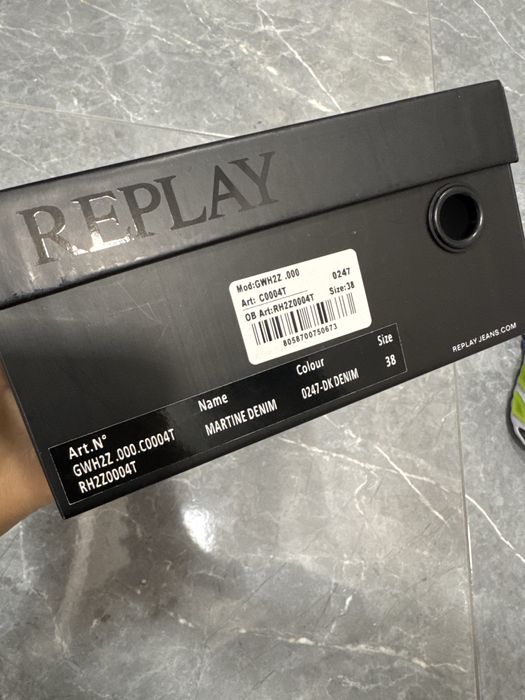 REPLAY
Mod:GWH2Z .000 0247
Art: C0004T
OB Art:RH2Z0004T Size:38
8058700750673
REPLAYJEANS.COM
Art.N° Name Colour Size
GWH2Z .000.C0004T MARTINE DENIM 0247-DK DENIM 38
RH2Z0004T